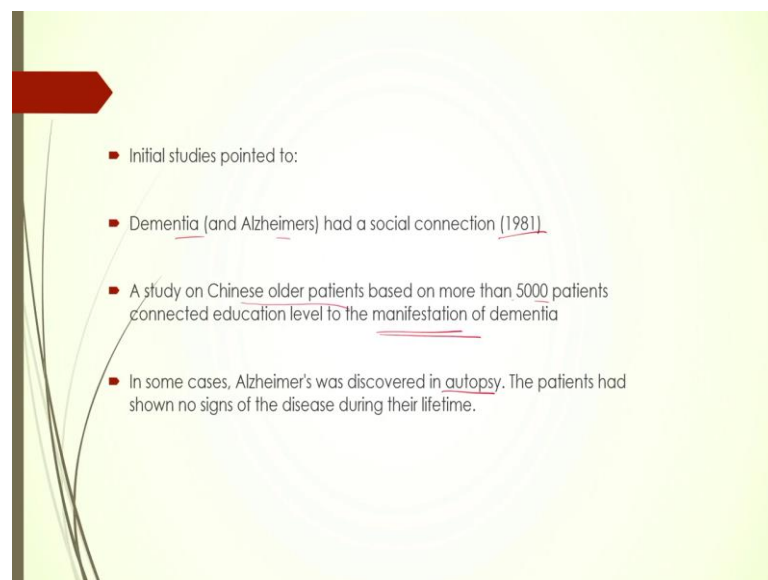 Initial studies pointed to:
Dementia (and Alzheimers) had a social connection (1981)
A study on Chinese older patients based on more than 5000 patients
connected education level to the manifestation of dementia
In some cases, Alzheimer's was discovered in autopsy. The patients had
shown no signs of the disease during their lifetime.